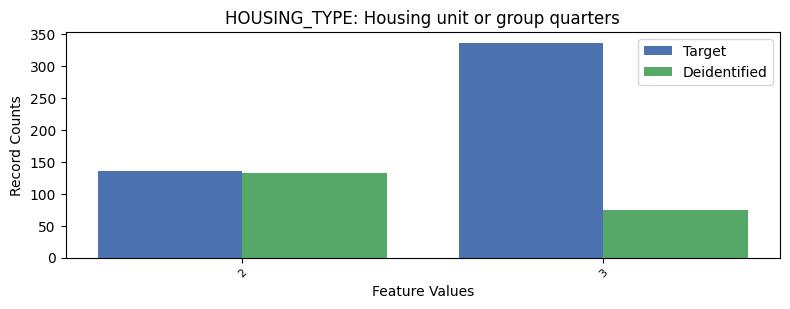 HOUSING_TYPE: Housing unit or group quarters
350
300
250
200
150
100
50
0
Record Counts
Target
Deidentified
2
3
Feature Values